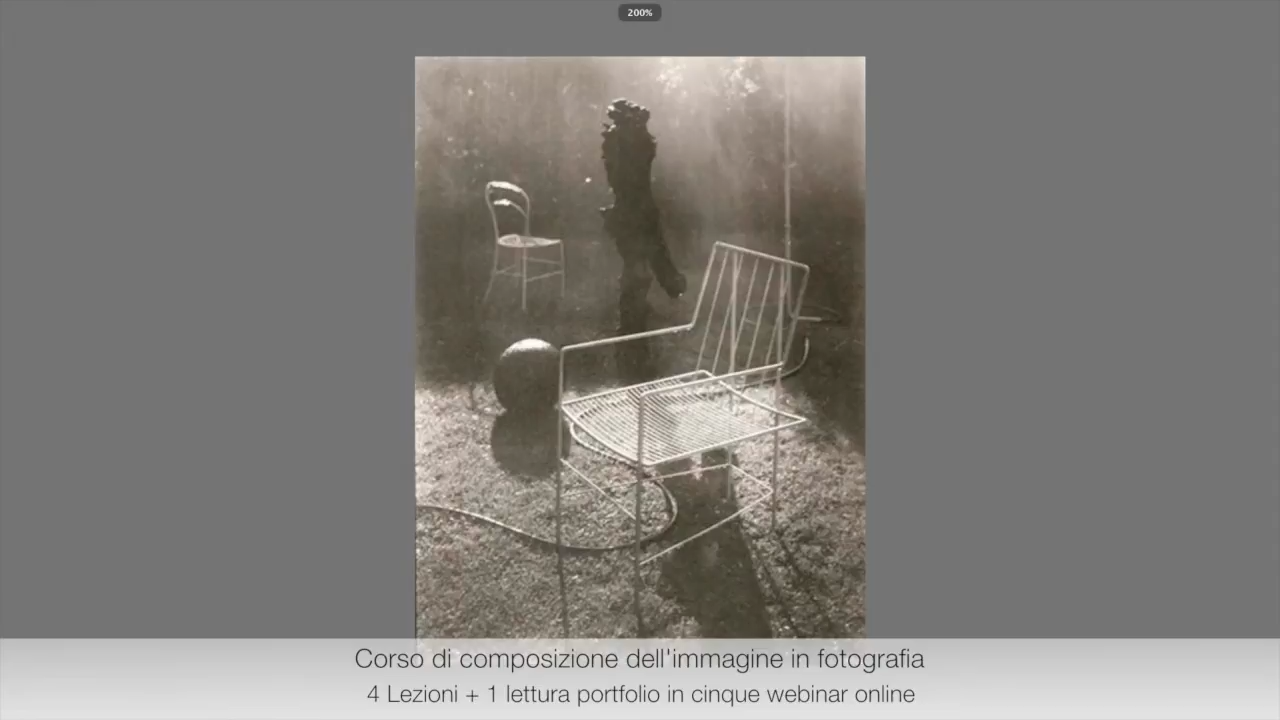 200%
Corso di composizione dell'immagine in fotografia
4 Lezioni + 1 lettura portfolio in cinque webinar online